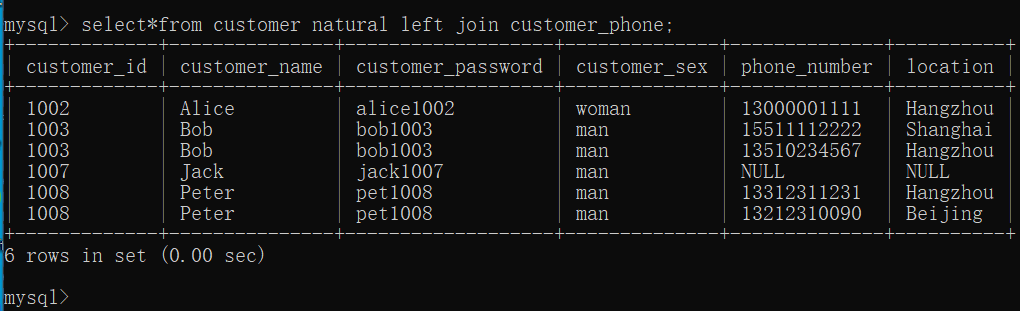 mysql> select*from customer natural left join customer_phone;
+-------------+---------------+-------------------+--------------+--------------+----------+
| customer_id | customer_name | customer_password | customer_sex | phone_number | location |
+-------------+---------------+-------------------+--------------+--------------+----------+
| 1002 | Alice | alice1002 | woman | 13000001111 | Hangzhou |
| 1003 | Bob | bob1003 | man | 15511112222 | Shanghai |
| 1003 | Bob | bob1003 | man | 13510234567 | Hangzhou |
| 1007 | Jack | jack1007 | man | NULL | NULL |
| 1008 | Peter | pet1008 | man | 13312311231 | Hangzhou |
| 1008 | Peter | pet1008 | man | 13212310090 | Beijing |
+-------------+---------------+-------------------+--------------+--------------+----------+
6 rows in set (0.00 sec)
mysql>